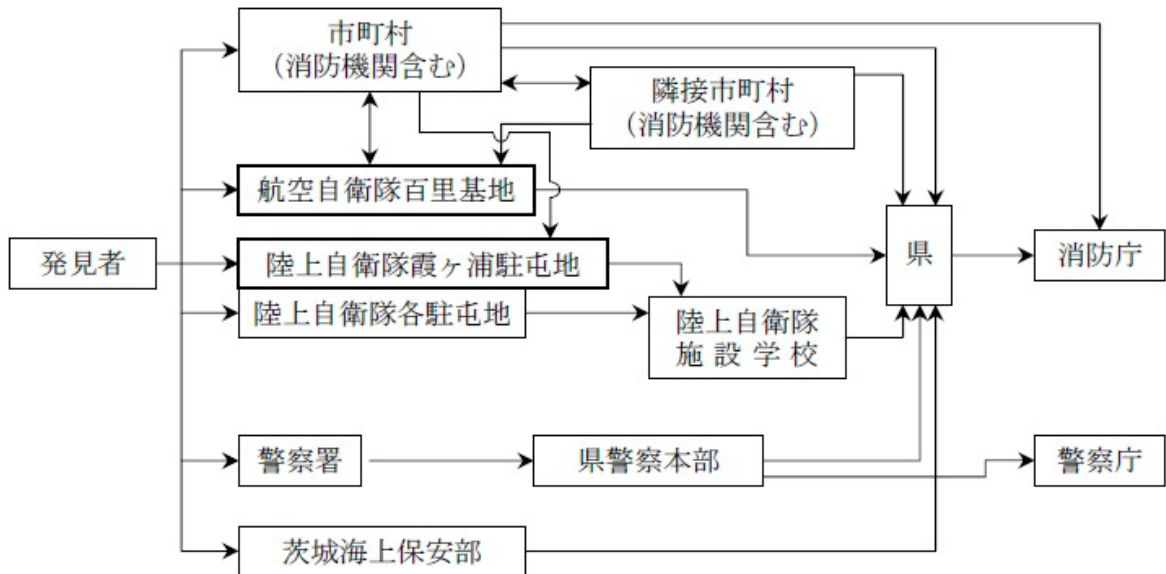 市町村
（消防機関含む）
隣接市町村
（消防機関含む）
航空自衛隊百里基地
発見者
陸上自衛隊霞ヶ浦駐屯地
県
消防庁
陸上自衛隊各駐屯地
陸上自衛隊
施設学校
警察署
県警察本部
警察庁
茨城海上保安部